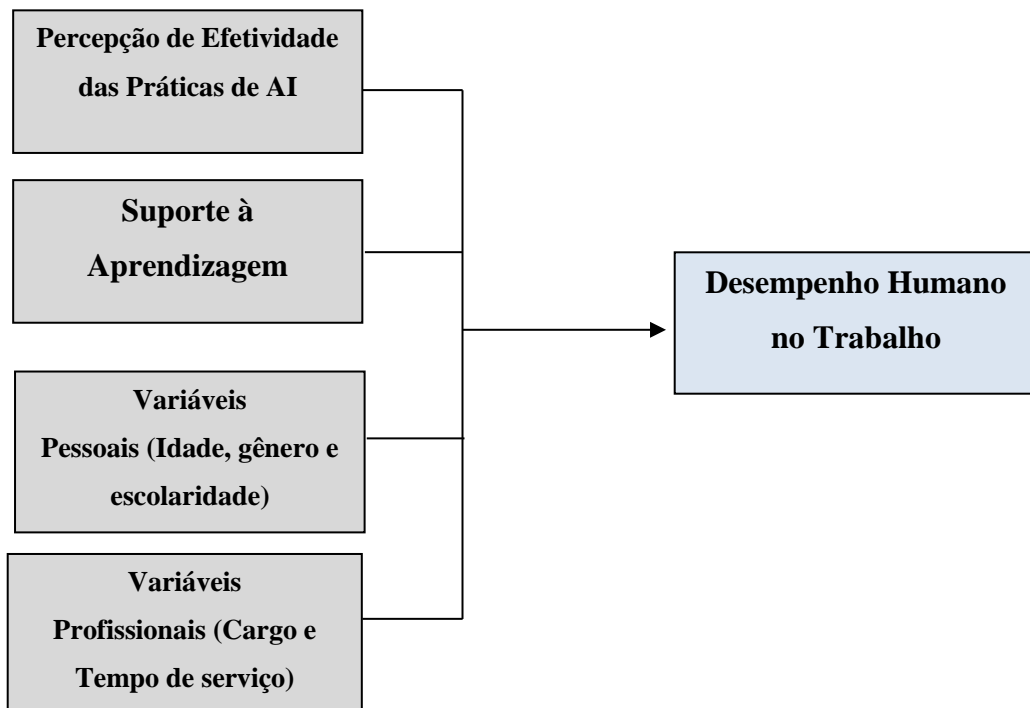 Percepção de Efetividade
das Práticas de AI
Suporte à
Aprendizagem
Variáveis
Pessoais (Idade, gênero e
escolaridade)
Variáveis
Profissionais (Cargo e
Tempo de serviço)
Desempenho Humano
no Trabalho